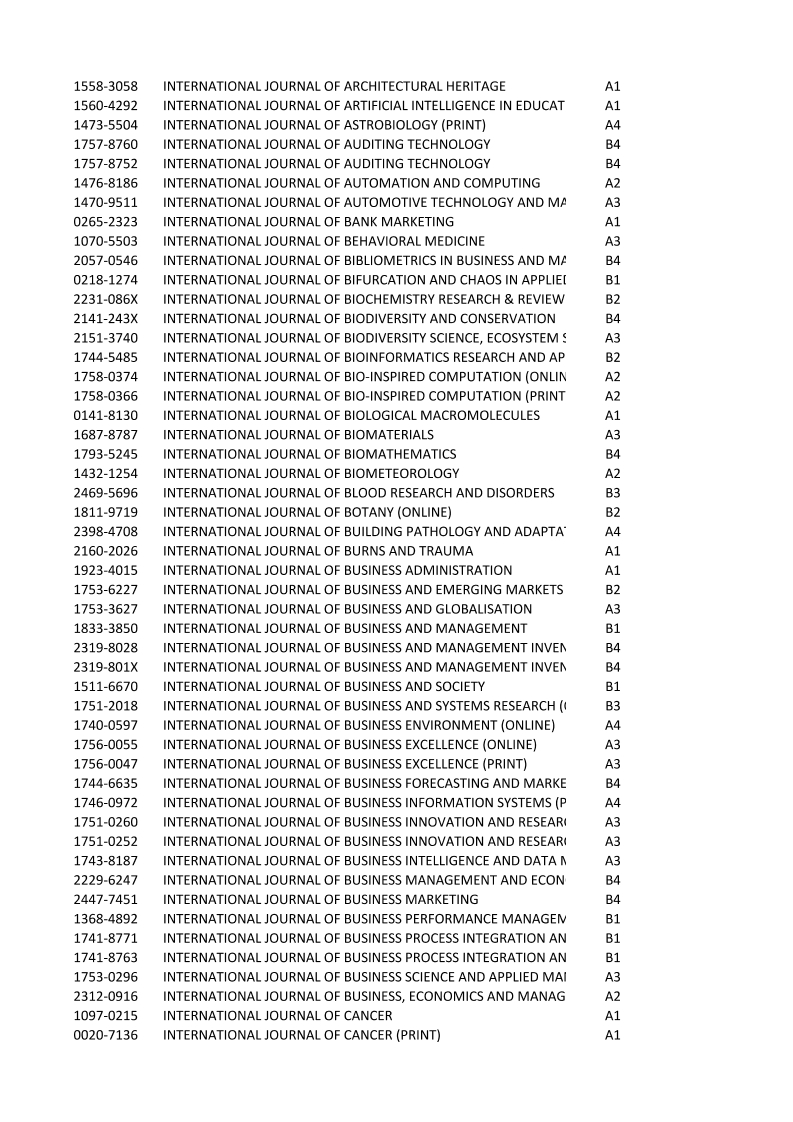 1558-3058 INTERNATIONAL JOURNAL OF ARCHITECTURAL HERITAGE A1
1560-4292 INTERNATIONAL JOURNAL OF ARTIFICIAL INTELLIGENCE IN EDUCAT A1
1473-5504 INTERNATIONAL JOURNAL OF ASTROBIOLOGY (PRINT) A4
1757-8760 INTERNATIONAL JOURNAL OF AUDITING TECHNOLOGY B4
1757-8752 INTERNATIONAL JOURNAL OF AUDITING TECHNOLOGY B4
1476-8186 INTERNATIONAL JOURNAL OF AUTOMATION AND COMPUTING A2
1470-9511 INTERNATIONAL JOURNAL OF AUTOMOTIVE TECHNOLOGY AND MA A3
0265-2323 INTERNATIONAL JOURNAL OF BANK MARKETING A1
1070-5503 INTERNATIONAL JOURNAL OF BEHAVIORAL MEDICINE A3
2057-0546 INTERNATIONAL JOURNAL OF BIBLIOMETRICS IN BUSINESS AND MA B4
0218-1274 INTERNATIONAL JOURNAL OF BIFURCATION AND CHAOS IN APPLIED B1
2231-086X INTERNATIONAL JOURNAL OF BIOCHEMISTRY RESEARCH & REVIEW B2
2141-243X INTERNATIONAL JOURNAL OF BIODIVERSITY AND CONSERVATION B4
2151-3740 INTERNATIONAL JOURNAL OF BIODIVERSITY SCIENCE, ECOSYSTEM S A3
1744-5485 INTERNATIONAL JOURNAL OF BIOINFORMATICS RESEARCH AND AP B2
1758-0374 INTERNATIONAL JOURNAL OF BIO-INSPIRED COMPUTATION (ONLIN A2
1758-0366 INTERNATIONAL JOURNAL OF BIO-INSPIRED COMPUTATION (PRINT A2
0141-8130 INTERNATIONAL JOURNAL OF BIOLOGICAL MACROMOLECULES A1
1687-8787 INTERNATIONAL JOURNAL OF BIOMATERIALS A3
1793-5245 INTERNATIONAL JOURNAL OF BIOMATHEMATICS B4
1432-1254 INTERNATIONAL JOURNAL OF BIOMETEOROLOGY A2
2469-5696 INTERNATIONAL JOURNAL OF BLOOD RESEARCH AND DISORDERS B3
1811-9719 INTERNATIONAL JOURNAL OF BOTANY (ONLINE) B2
2398-4708 INTERNATIONAL JOURNAL OF BUILDING PATHOLOGY AND ADAPTAT A4
2160-2026 INTERNATIONAL JOURNAL OF BURNS AND TRAUMA A1
1923-4015 INTERNATIONAL JOURNAL OF BUSINESS ADMINISTRATION A1
1753-6227 INTERNATIONAL JOURNAL OF BUSINESS AND EMERGING MARKETS B2
1753-3627 INTERNATIONAL JOURNAL OF BUSINESS AND GLOBALISATION A3
1833-3850 INTERNATIONAL JOURNAL OF BUSINESS AND MANAGEMENT B1
2319-8028 INTERNATIONAL JOURNAL OF BUSINESS AND MANAGEMENT INVEN B4
2319-801X INTERNATIONAL JOURNAL OF BUSINESS AND MANAGEMENT INVEN B4
1511-6670 INTERNATIONAL JOURNAL OF BUSINESS AND SOCIETY B1
1751-2018 INTERNATIONAL JOURNAL OF BUSINESS AND SYSTEMS RESEARCH (O B3
1740-0597 INTERNATIONAL JOURNAL OF BUSINESS ENVIRONMENT (ONLINE) A4
1756-0055 INTERNATIONAL JOURNAL OF BUSINESS EXCELLENCE (ONLINE) A3
1756-0047 INTERNATIONAL JOURNAL OF BUSINESS EXCELLENCE (PRINT) A3
1744-6635 INTERNATIONAL JOURNAL OF BUSINESS FORECASTING AND MARKE B4
1746-0972 INTERNATIONAL JOURNAL OF BUSINESS INFORMATION SYSTEMS (P A4
1751-0260 INTERNATIONAL JOURNAL OF BUSINESS INNOVATION AND RESEARC A3
1751-0252 INTERNATIONAL JOURNAL OF BUSINESS INNOVATION AND RESEARC A3
1743-8187 INTERNATIONAL JOURNAL OF BUSINESS INTELLIGENCE AND DATA M A3
2229-6247 INTERNATIONAL JOURNAL OF BUSINESS MANAGEMENT AND ECON B4
2447-7451 INTERNATIONAL JOURNAL OF BUSINESS MARKETING B4
1368-4892 INTERNATIONAL JOURNAL OF BUSINESS PERFORMANCE MANAGEM B1
1741-8771 INTERNATIONAL JOURNAL OF BUSINESS PROCESS INTEGRATION AN B1
1741-8763 INTERNATIONAL JOURNAL OF BUSINESS PROCESS INTEGRATION AN B1
1753-0296 INTERNATIONAL JOURNAL OF BUSINESS SCIENCE AND APPLIED MAN A3
2312-0916 INTERNATIONAL JOURNAL OF BUSINESS, ECONOMICS AND MANAG A2
1097-0215 INTERNATIONAL JOURNAL OF CANCER A1
0020-7136 INTERNATIONAL JOURNAL OF CANCER (PRINT) A1